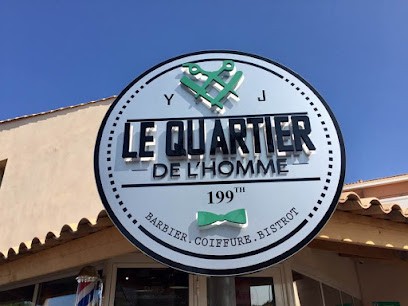 Y J
LE QUARTIER
DE L'HOMME
199TH
BARBIER.COIFFURE.BISTROT